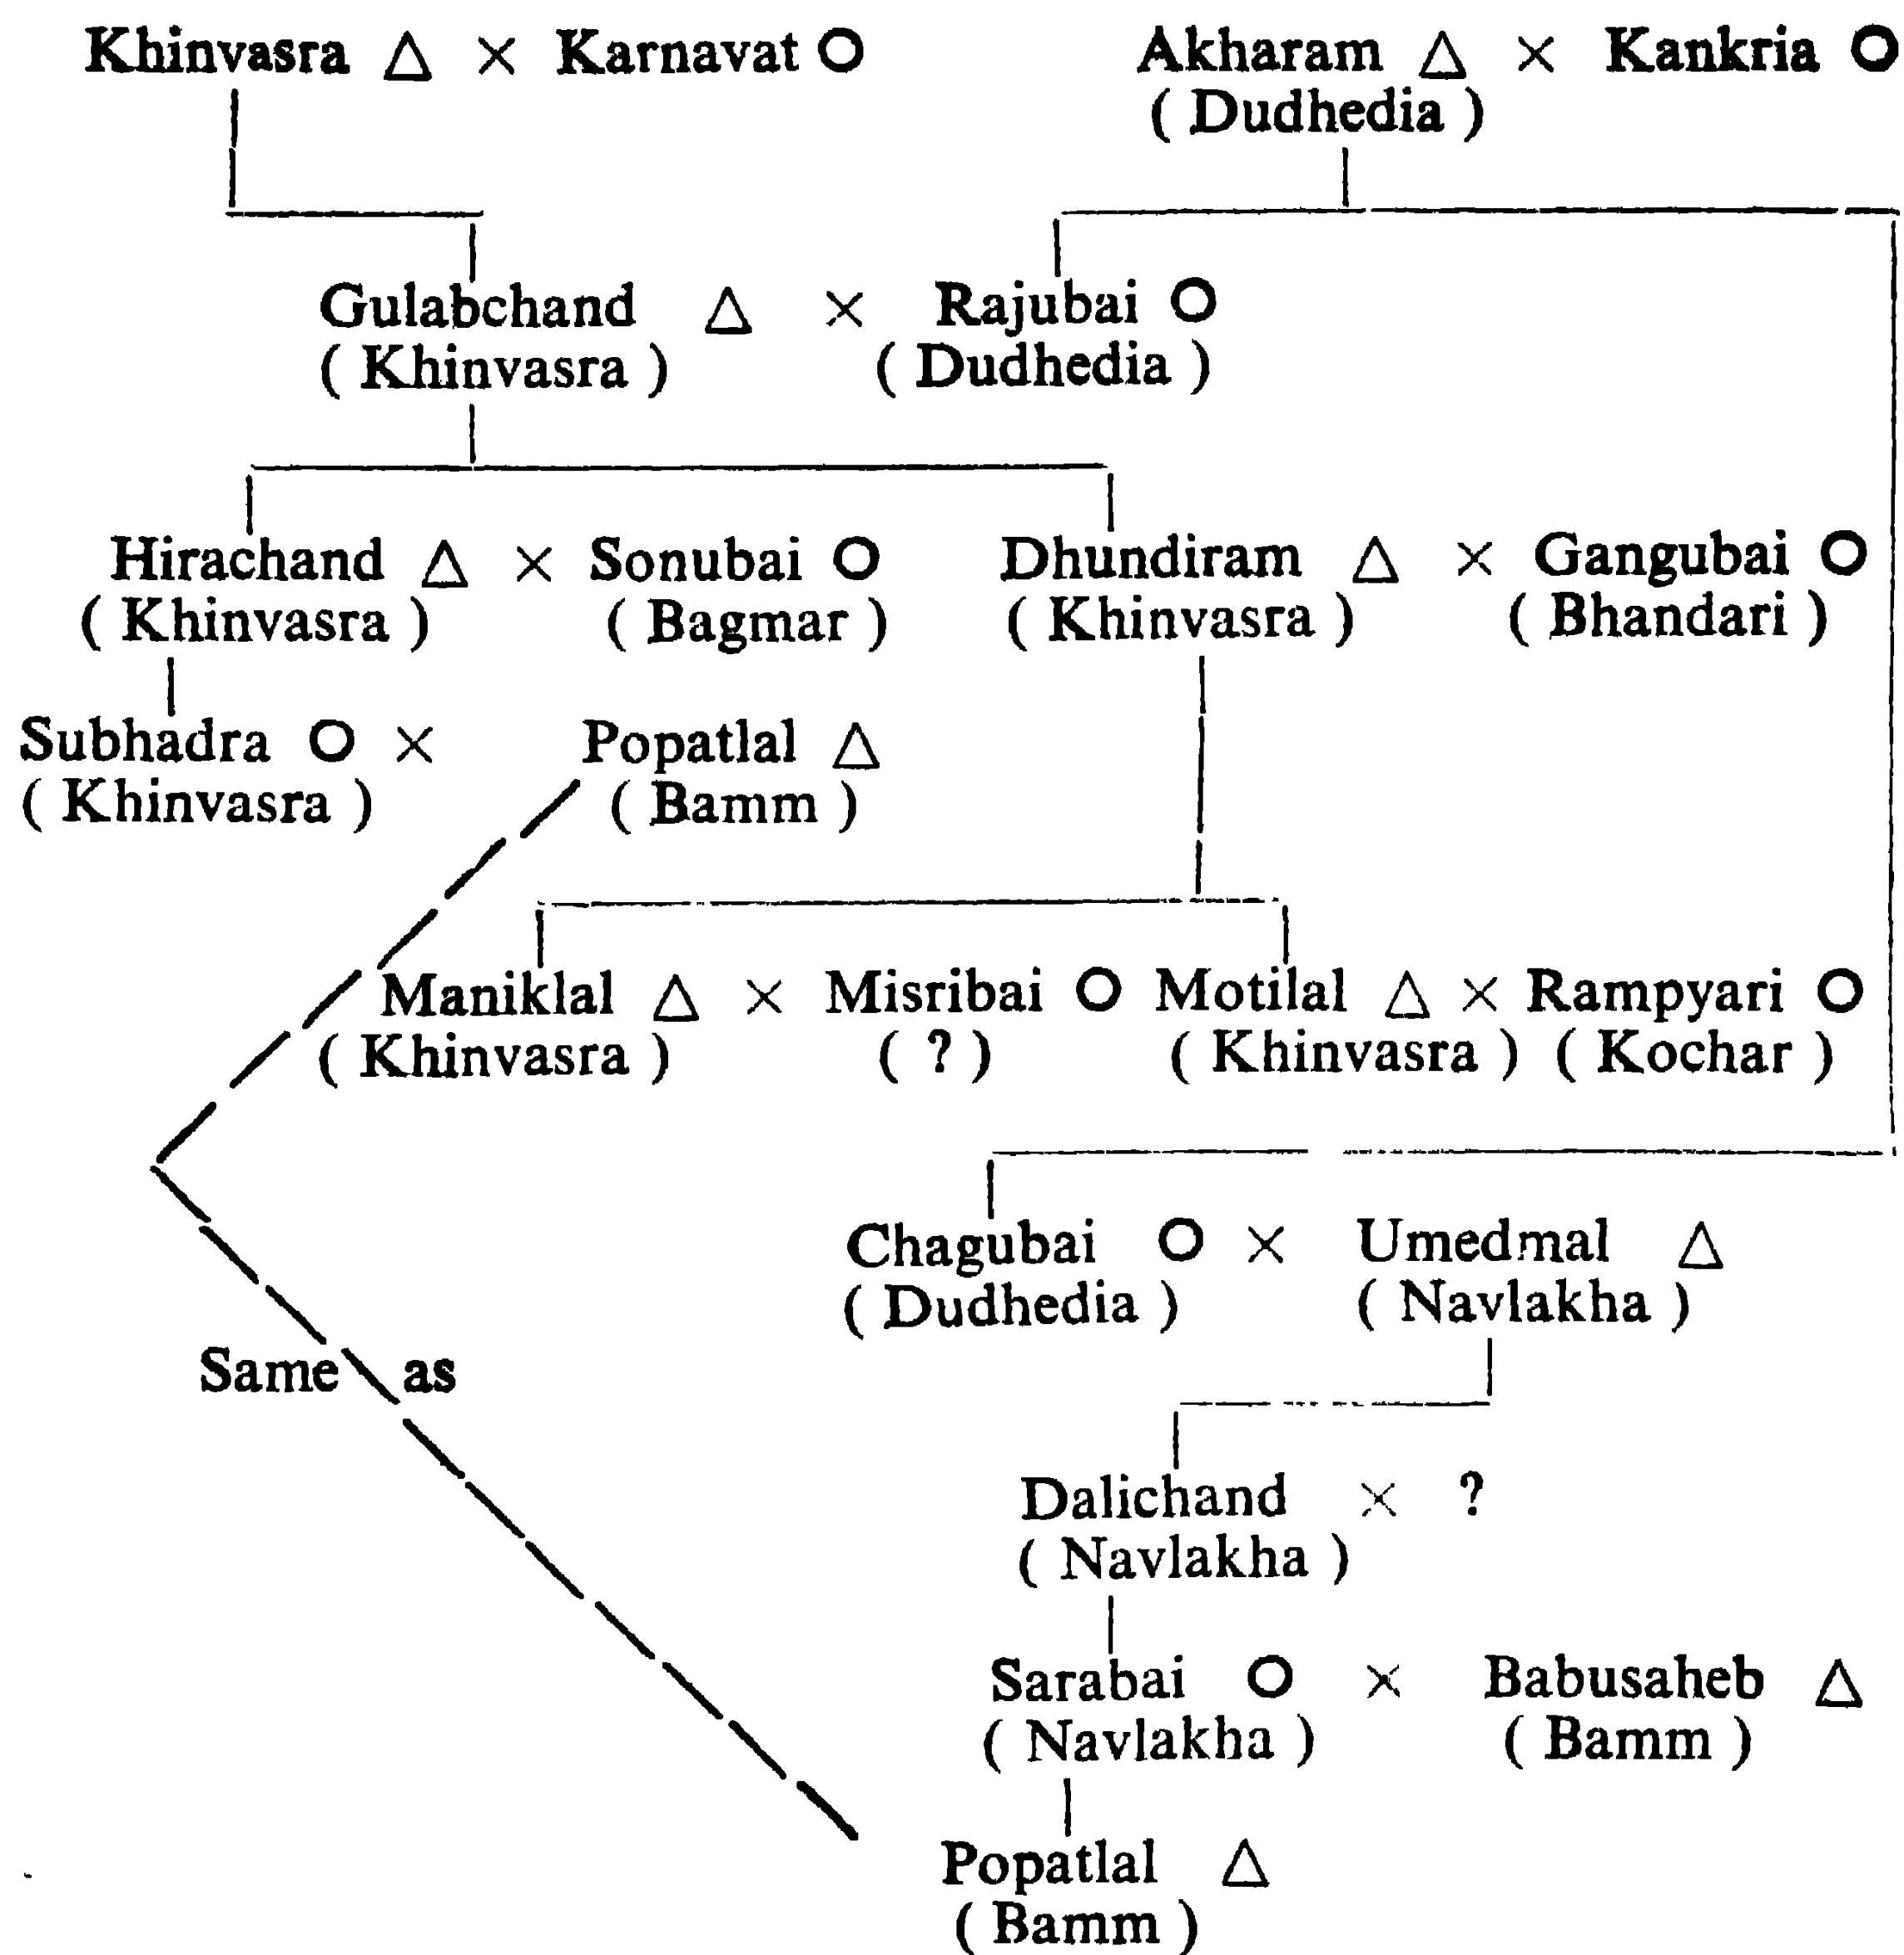 Khinvasra △ × Karnavat O Akharam △ × Kankria O
( Dudhedia )
Gulabchand △ × Rajubai O
( Khinvasra ) ( Dudhedia )
Hirachand △ × Sonubai O Dhundiram △ × Gangubai O
( Khinvasra ) ( Bagmar ) ( Khinvasra ) ( Bhandari )
Subhadra O × Popatlal △
( Khinvasra ) ( Bamm )
Maniklal △ × Misribai O Motilal △ × Rampyari O
( Khinvasra ) ( ? ) ( Khinvasra ) ( Kochar )
Chagubai O × Umedmal △
( Dudhedia ) ( Navlakha )
Same as
Dalichand × ?
( Navlakha )
Sarabai O × Babusaheb △
( Navlakha ) ( Bamm )
Popatlal △
( Bamm )